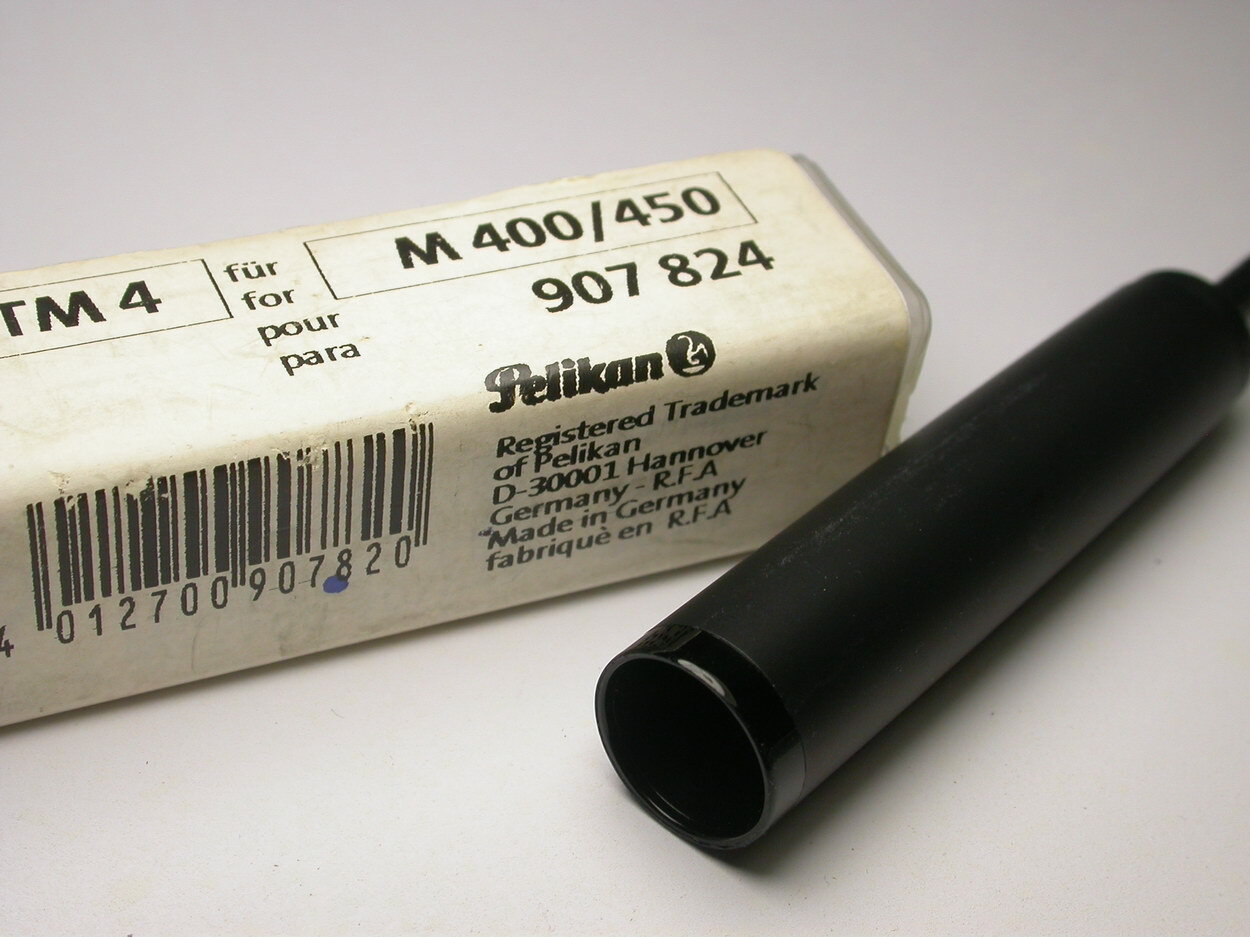 TM 4
für
for
pour
para
M 400/450
907 824
Pelikan
Registered Trademark
of Pelikan
D-30001 Hannover
Germany - R.F.A
Made in Germany
fabriquè en R.F.A
4 012700 907820